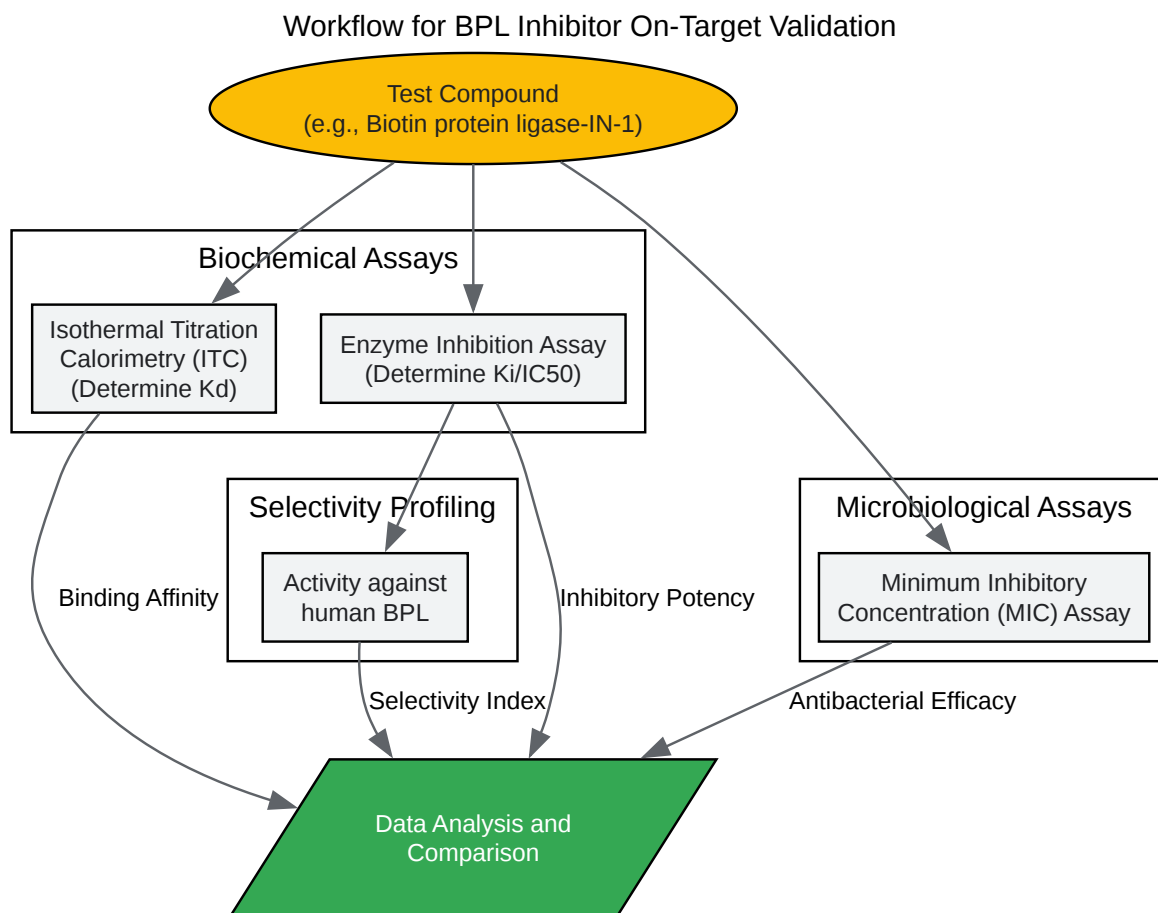 Workflow for BPL Inhibitor On-Target Validation
Test Compound
(e.g., Biotin protein ligase-IN-1)
Biochemical Assays
Isothermal Titration
Calorimetry (ITC)
(Determine Kd)
Enzyme Inhibition Assay
(Determine Ki/IC50)
Selectivity Profiling
Activity against
human BPL
Microbiological Assays
Minimum Inhibitory
Concentration (MIC) Assay
Binding Affinity
Inhibitory Potency
Selectivity Index
Antibacterial Efficacy
Data Analysis and
Comparison